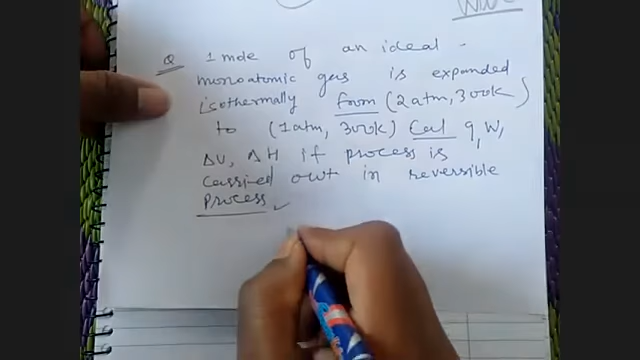 Q 1 mole of an ideal -
monoatomic gas is expanded
isothermally from (2 atm, 300k)
to (1 atm, 300k) Cal q, W,
ΔU, ΔH if process is
carried out in reversible
process ✓